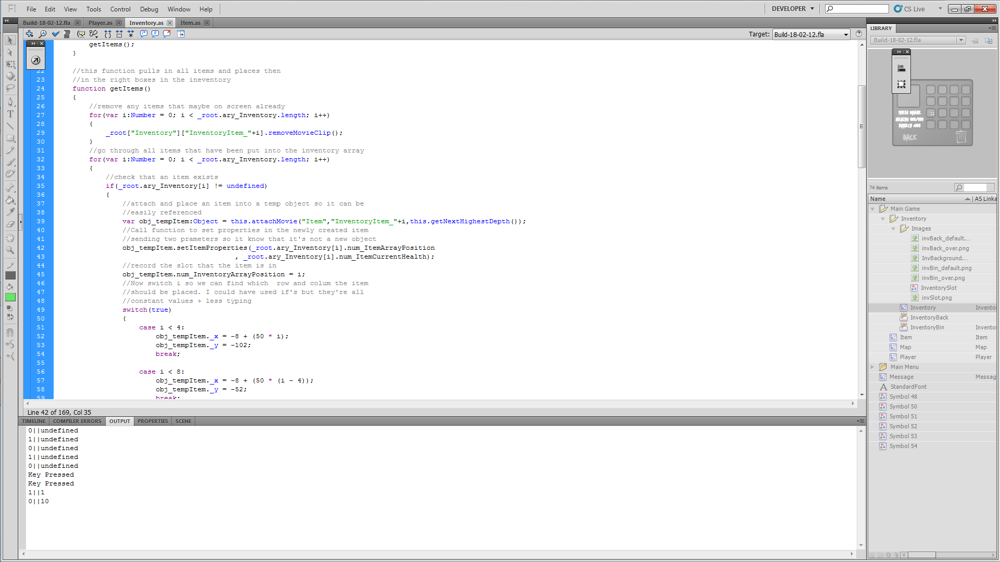 Fl File Edit View Tools Control Debug Window Help DEVELOPER CS Live
Build-18-02-12.fla Player.as Inventory.as Item.as
Target: Build-18-02-12.fla
getItems();
}
22 //this function pulls in all items and places then
23 //in the right boxes in the ineventory
24 function getItems()
25 {
26 //remove any items that maybe on screen already
27 for(var i:Number = 0; i < _root.ary_Inventory.length; i++)
28 {
29 _root["Inventory"]["InventoryItem_"+i].removeMovieClip();
30 }
31 //go through all items that have been put into the inventory array
32 for(var i:Number = 0; i < _root.ary_Inventory.length; i++)
33 {
34 //check that an item exists
35 if(_root.ary_Inventory[i] != undefined)
36 {
37 //attach and place an item into a temp object so it can be
38 //easily referenced
39 var obj_tempItem:Object = this.attachMovie("Item","InventoryItem_"+i,this.getNextHighestDepth());
40 //Call function to set properties in the newly created item
41 //sending two prameters so it know that it's not a new object
42 obj_tempItem.setItemProperties(_root.ary_Inventory[i].num_ItemArrayPosition
43 , _root.ary_Inventory[i].num_ItemCurrentHealth);
44 //record the slot that the item is in
45 obj_tempItem.num_InventoryArrayPosition = i;
46 //Now switch i so we can find which  row and colum the item
47 //should be placed. I could have used if's but they're all
48 //constant values + less typing
49 switch(true)
50 {
51 case i < 4:
52 obj_tempItem._x = -8 + (50 * i);
53 obj_tempItem._y = -102;
54 break;
55
56 case i < 8:
57 obj_tempItem._x = -8 + (50 * (i - 4));
58 obj_tempItem._y = -52;
59 break;
Line 42 of 169, Col 35
TIMELINE COMPILER ERRORS OUTPUT PROPERTIES SCENE
0||undefined
1||undefined
0||undefined
1||undefined
0||undefined
Key Pressed
Key Pressed
1||1
0||10
LIBRARY
Build-18-02-12.fla
BACK
74 items
Name AS Linka
Main Game
Inventory
Images
invBack_default....
invBack_over.png
InvBackground....
invBin_default.png
invBin_over.png
InventorySlot
invSlot.png
Inventory Invento
InventoryBack
InventoryBin Invento
Item Item
Map Map
Player Player
Main Menu
Message Messag
StandardFont
Symbol 48
Symbol 50
Symbol 51
Symbol 52
Symbol 53
Symbol 54